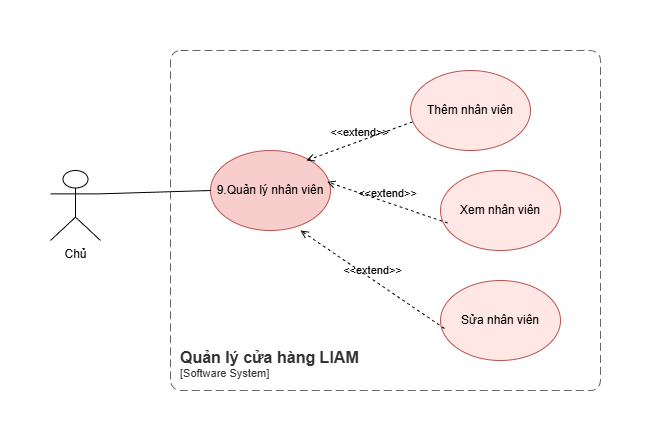 Thêm nhân viên
<<extend>>
9.Quản lý nhân viên
<<extend>>
Xem nhân viên
Chủ
<<extend>>
Sửa nhân viên
Quản lý cửa hàng LIAM
[Software System]